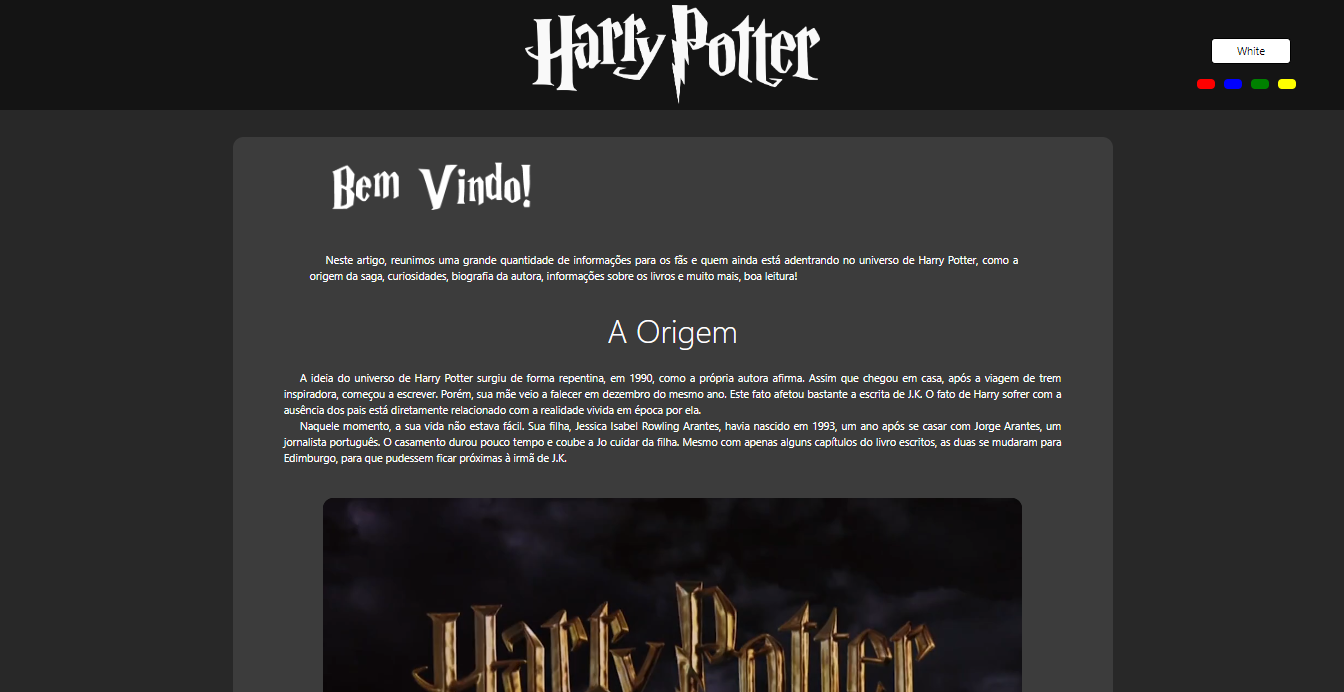 Harry Potter
White
Bem Vindo!
Neste artigo, reunimos uma grande quantidade de informações para os fãs e quem ainda está adentrando no universo de Harry Potter, como a
origem da saga, curiosidades, biografia da autora, informações sobre os livros e muito mais, boa leitura!
A Origem
A ideia do universo de Harry Potter surgiu de forma repentina, em 1990, como a própria autora afirma. Assim que chegou em casa, após a viagem de trem
inspiradora, começou a escrever. Porém, sua mãe veio a falecer em dezembro do mesmo ano. Este fato afetou bastante a escrita de J.K. O fato de Harry sofrer com a
ausência dos pais está diretamente relacionado com a realidade vivida em época por ela.
Naquele momento, a sua vida não estava fácil. Sua filha, Jessica Isabel Rowling Arantes, havia nascido em 1993, um ano após se casar com Jorge Arantes, um
jornalista português. O casamento durou pouco tempo e coube a Jo cuidar da filha. Mesmo com apenas alguns capítulos do livro escritos, as duas se mudaram para
Edimburgo, para que pudessem ficar próximas à irmã de J.K.
Harry Potter